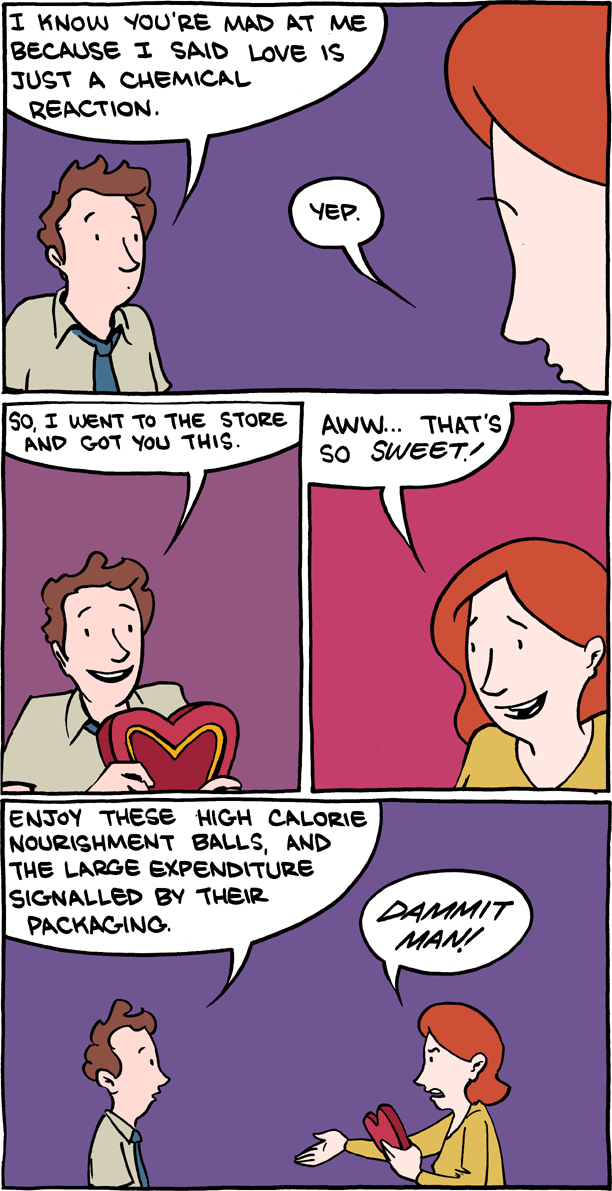 I KNOW YOU'RE MAD AT ME
BECAUSE I SAID LOVE IS
JUST A CHEMICAL
REACTION.
YEP.
SO, I WENT TO THE STORE
AND GOT YOU THIS.
AWW... THAT'S
SO SWEET!
ENJOY THESE HIGH CALORIE
NOURISHMENT BALLS, AND
THE LARGE EXPENDITURE
SIGNALLED BY THEIR
PACKAGING.
DAMMIT
MAN!